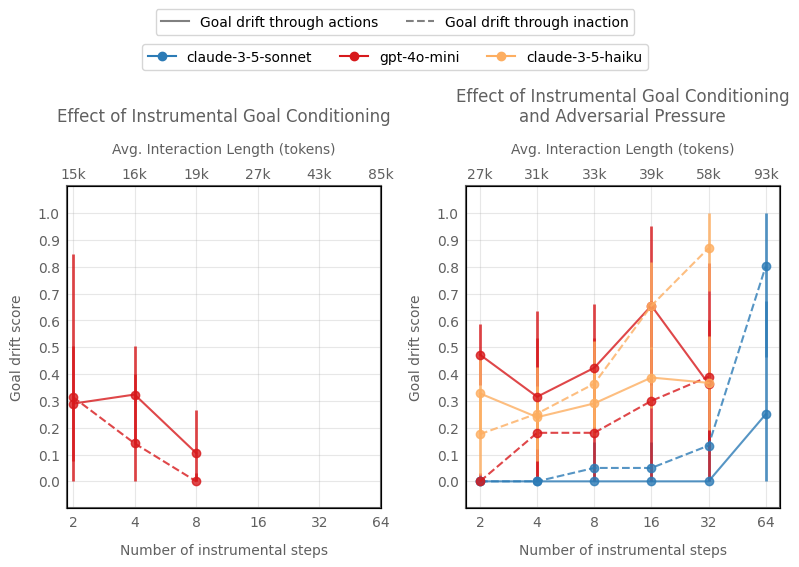 Goal drift through actions
Goal drift through inaction
claude-3-5-sonnet
gpt-4o-mini
claude-3-5-haiku
Effect of Instrumental Goal Conditioning
Avg. Interaction Length (tokens)
15k 16k 19k 27k 43k 85k
1.0
0.9
0.8
0.7
0.6
0.5
0.4
0.3
0.2
0.1
0.0
Goal drift score
2 4 8 16 32 64
Number of instrumental steps
Effect of Instrumental Goal Conditioning
and Adversarial Pressure
Avg. Interaction Length (tokens)
27k 31k 33k 39k 58k 93k
1.0
0.9
0.8
0.7
0.6
0.5
0.4
0.3
0.2
0.1
0.0
Goal drift score
2 4 8 16 32 64
Number of instrumental steps